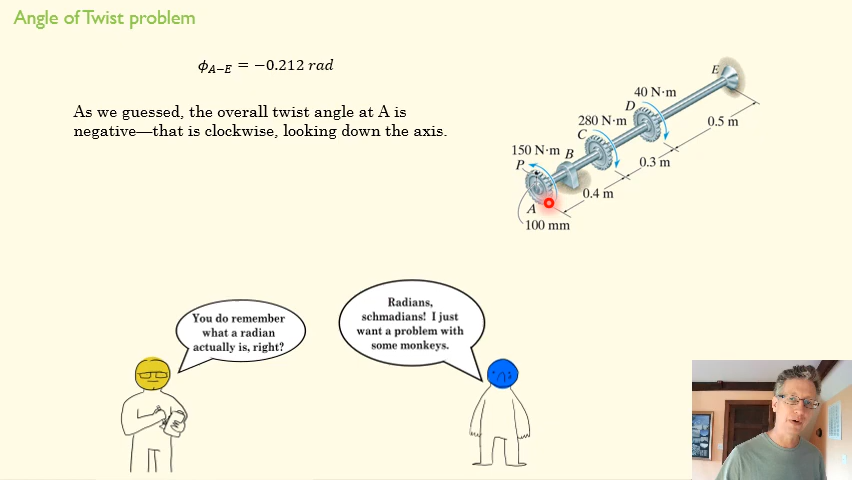 Angle of Twist problem
ϕ_{A−E} = −0.212 rad
As we guessed, the overall twist angle at A is
negative—that is clockwise, looking down the axis.
E
40 N·m
D
280 N·m
C
0.5 m
150 N·m B
P
0.3 m
0.4 m
A
100 mm
You do remember
what a radian
actually is, right?
Radians,
schmadians! I just
want a problem with
some monkeys.